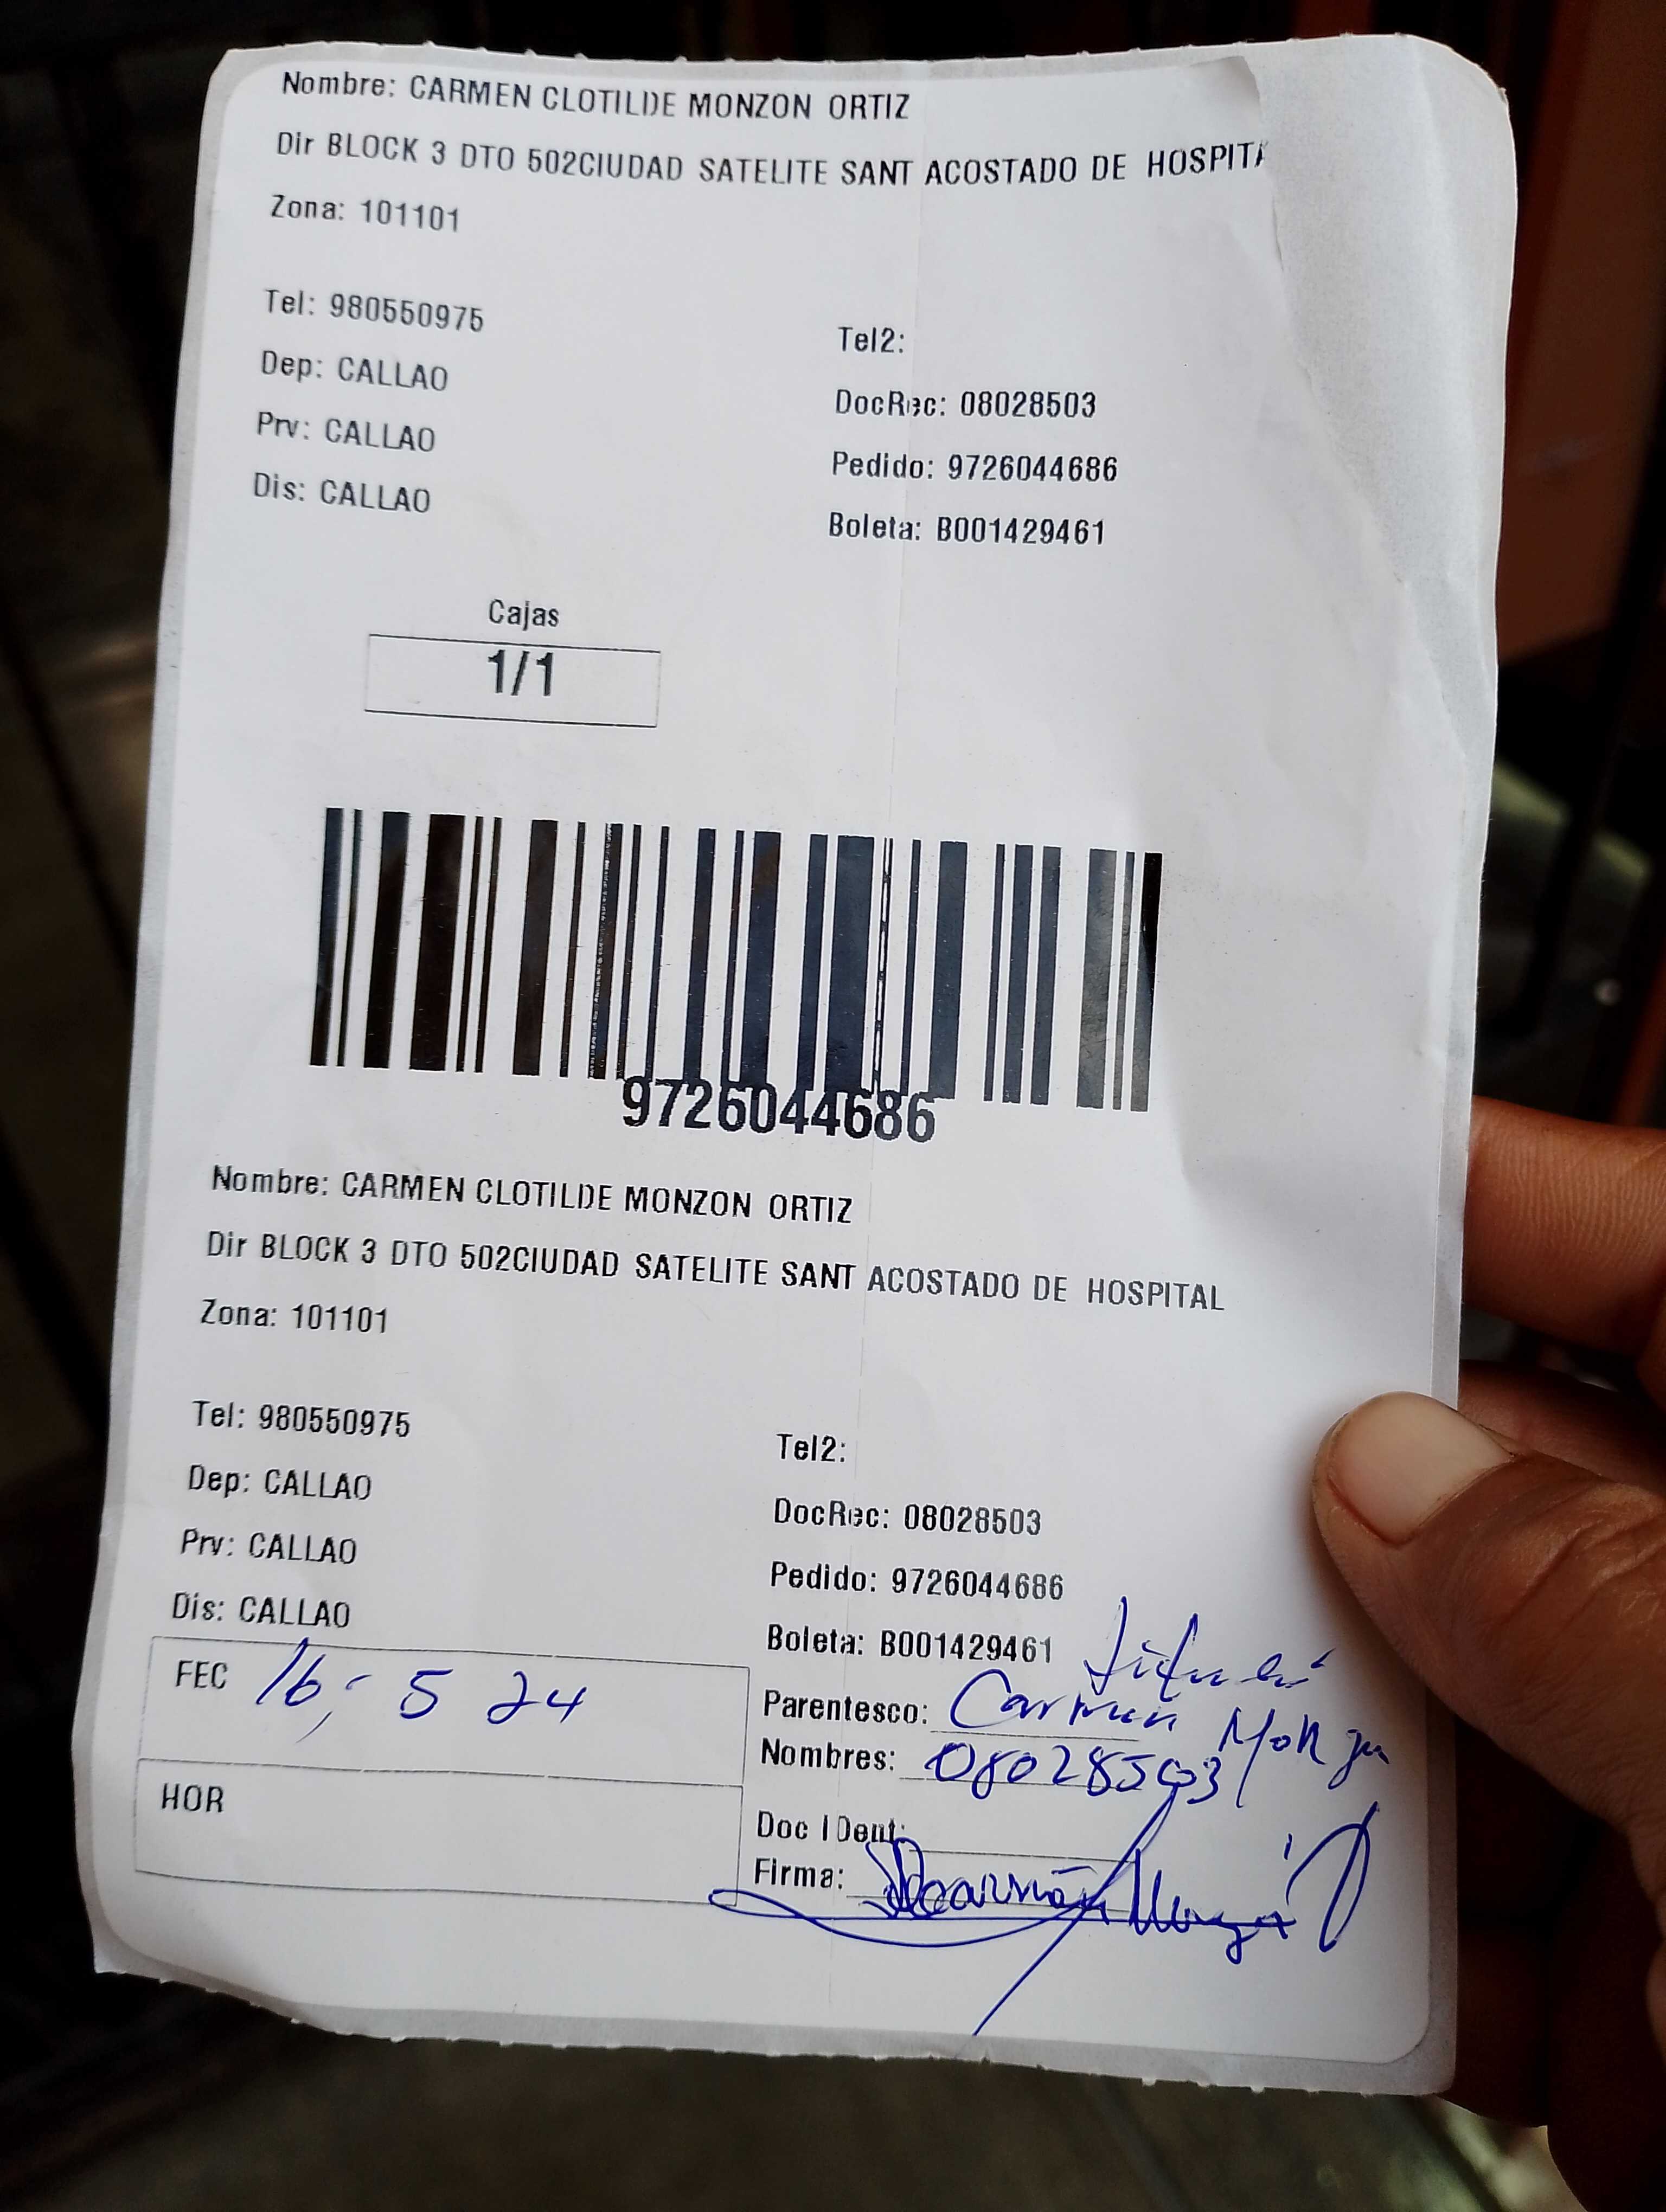 Nombre: CARMEN CLOTILDE MONZON ORTIZ
Dir BLOCK 3 DTO 502CIUDAD SATELITE SANT ACOSTADO DE HOSPITA
Zona: 101101
Tel: 980550975
Tel2:
Dep: CALLAO
DocRec: 08028503
Prv: CALLAO
Pedido: 9726044686
Dis: CALLAO
Boleta: B001429461
Cajas
1/1
9726044686
Nombre: CARMEN CLOTILDE MONZON ORTIZ
Dir BLOCK 3 DTO 502CIUDAD SATELITE SANT ACOSTADO DE HOSPITAL
Zona: 101101
Tel: 980550975
Tel2:
Dep: CALLAO
DocRec: 08028503
Prv: CALLAO
Pedido: 9726044686
Dis: CALLAO
Boleta: B001429461
FEC 16, 5 24
Parentesco: Carmen
Nombres: 08028503
HOR
Doc IDent:
Firma: